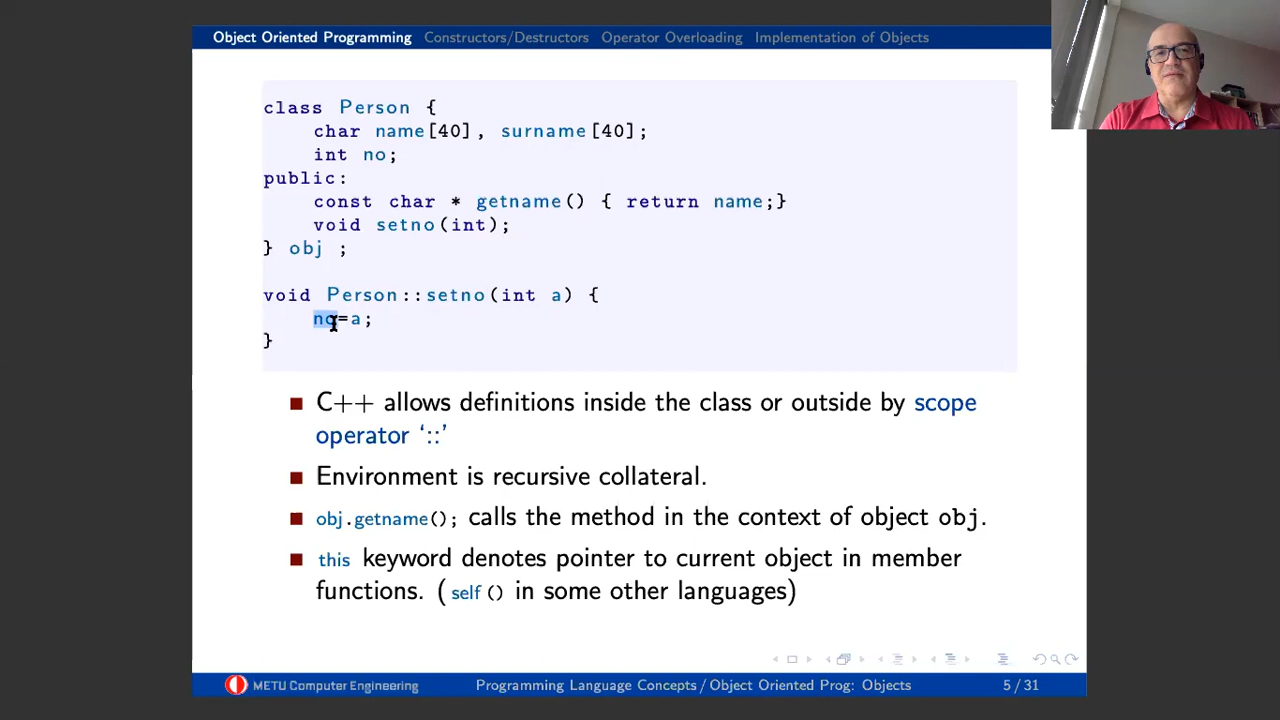 Object Oriented Programming Constructors/Destructors Operator Overloading Implementation of Objects
class Person {
char name[40], surname[40];
int no;
public:
const char * getname() { return name;}
void setno(int);
} obj ;
void Person::setno(int a) {
no=a;
}
C++ allows definitions inside the class or outside by scope
operator ‘::’
Environment is recursive collateral.
obj.getname(); calls the method in the context of object obj.
this keyword denotes pointer to current object in member
functions. ( self () in some other languages)
METU Computer Engineering Programming Language Concepts/Object Oriented Prog: Objects 5 / 31